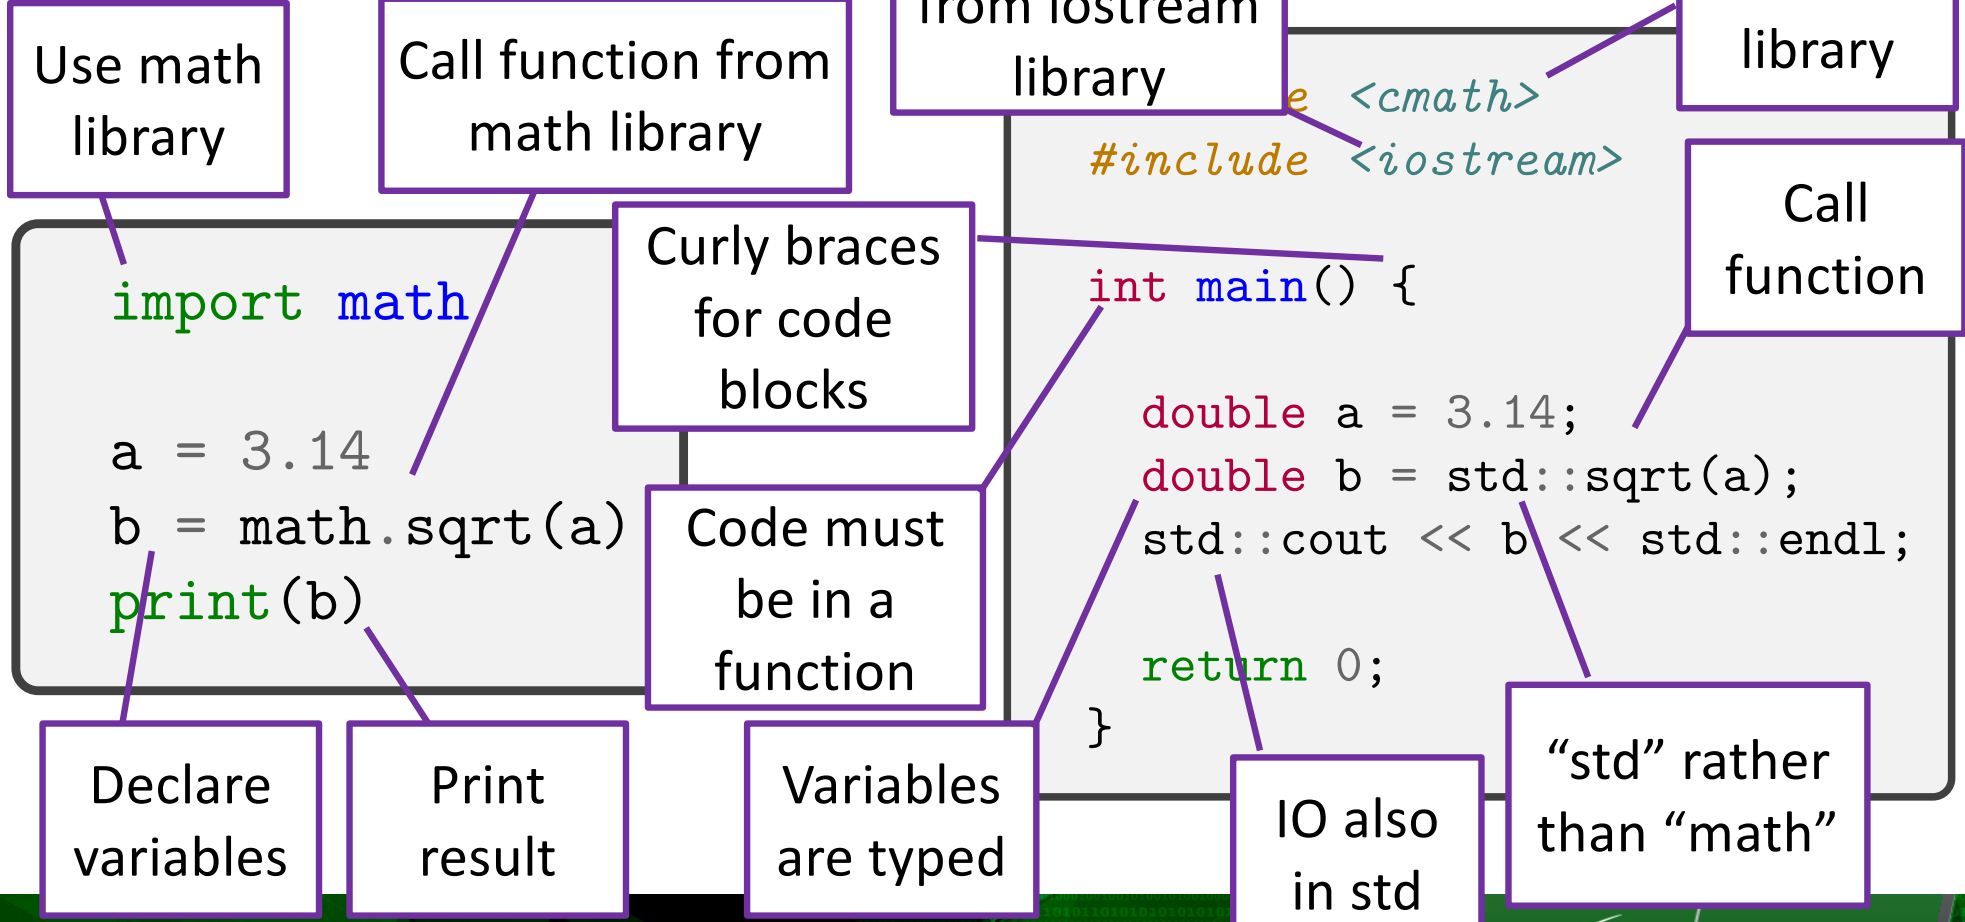 Use math
library
Call function from
math library
from iostream
library
library
import math
a = 3.14
b = math.sqrt(a)
print(b)
Curly braces
for code
blocks
Code must
be in a
function
Declare
variables
Print
result
e <cmath>
#include <iostream>
int main() {
double a = 3.14;
double b = std::sqrt(a);
std::cout << b << std::endl;
return 0;
}
Call
function
Variables
are typed
IO also
in std
“std” rather
than “math”